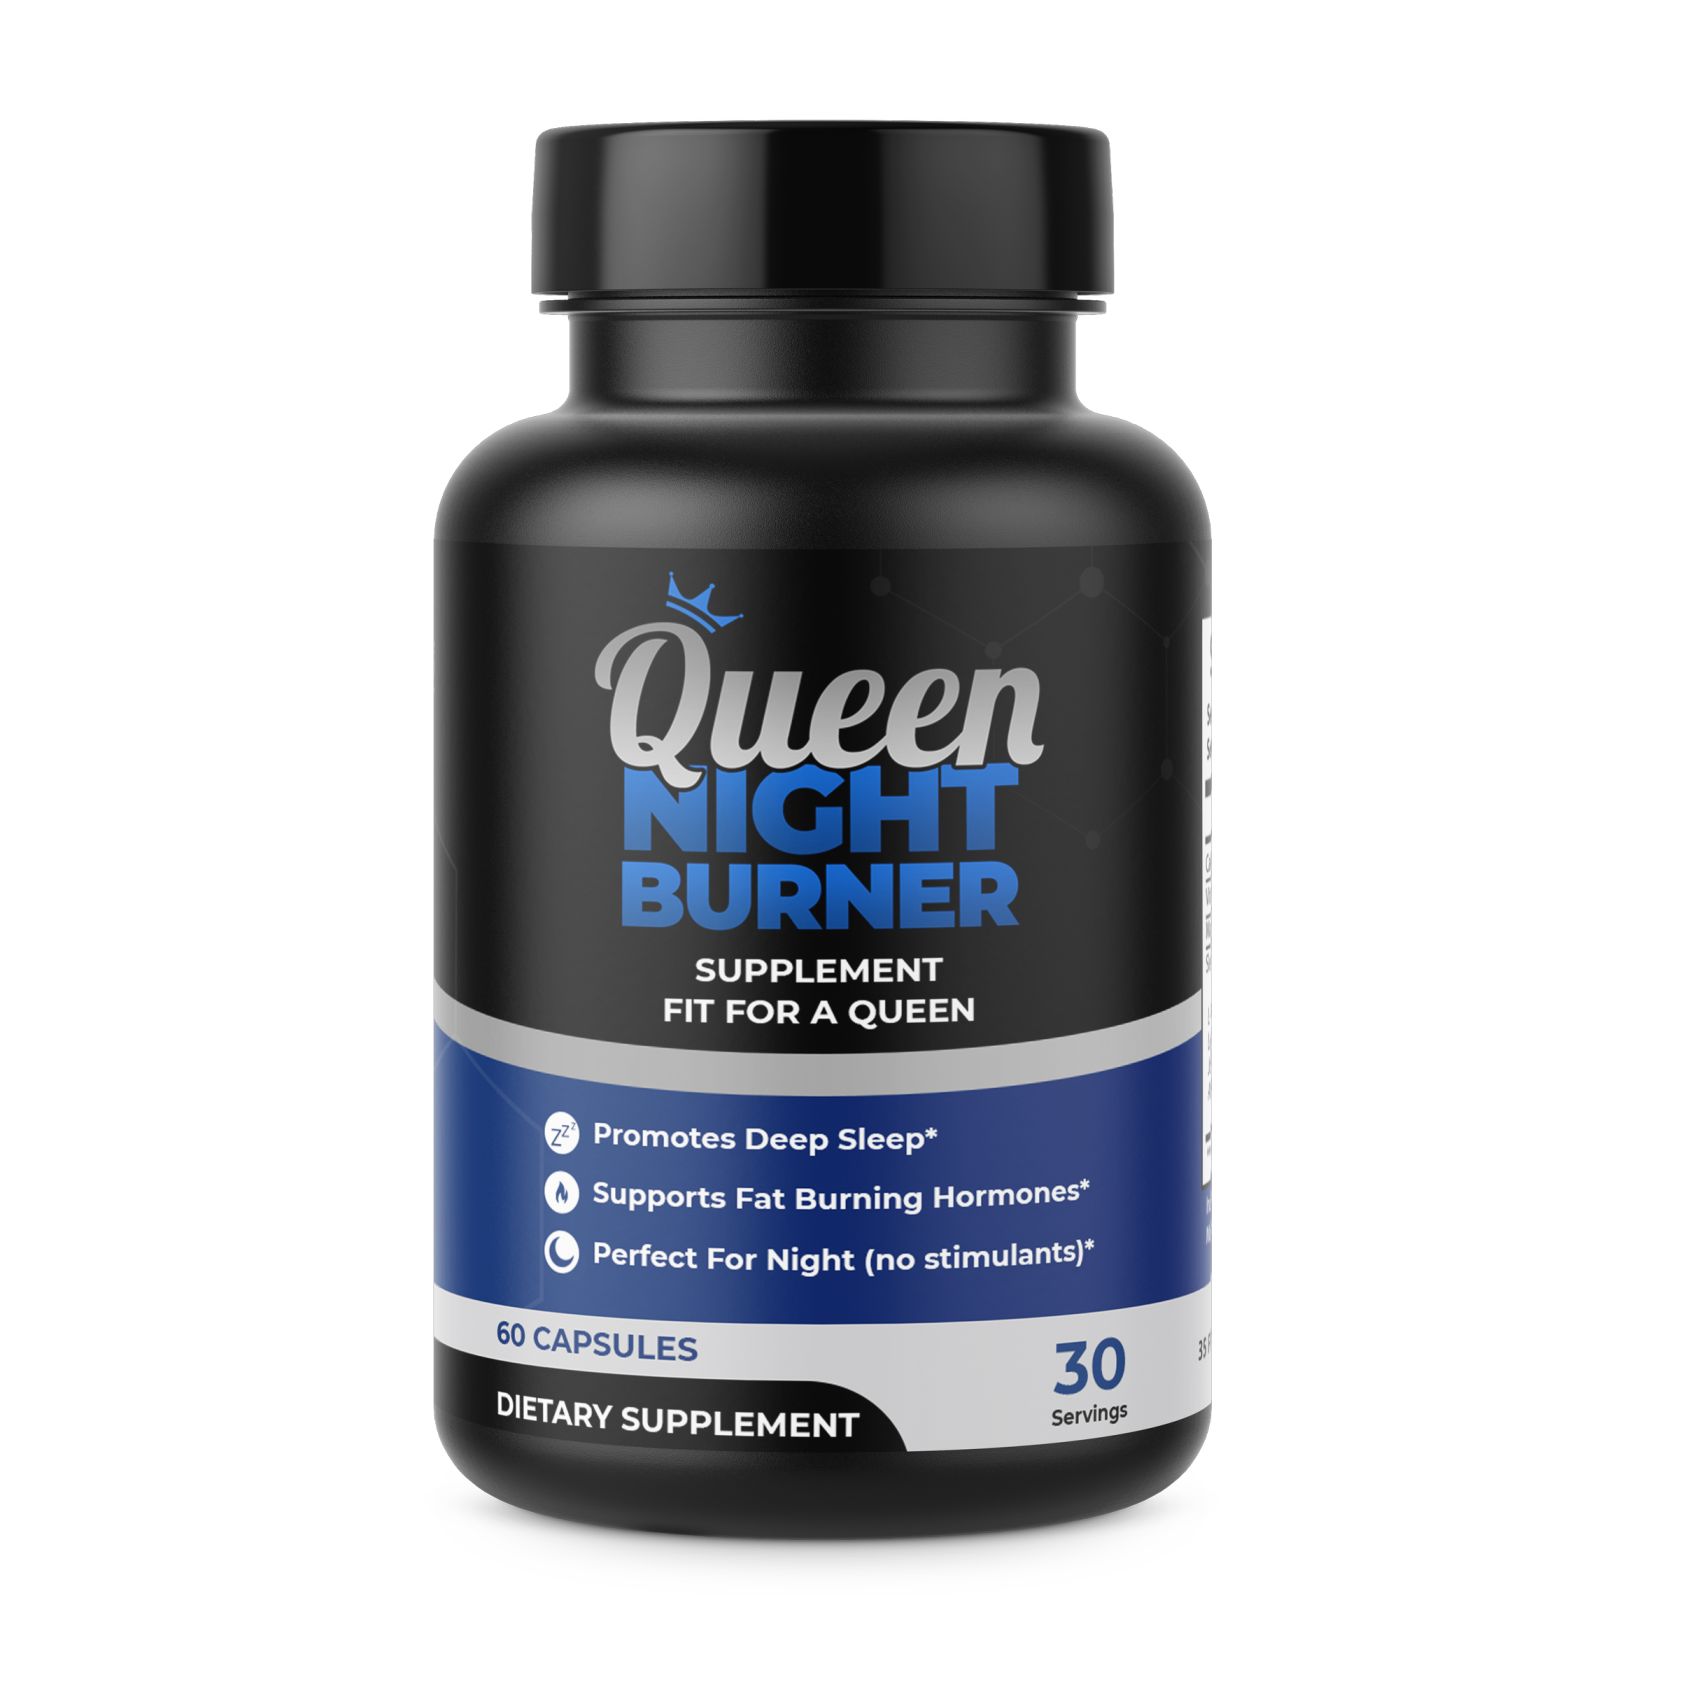 Queen
NIGHT
BURNER
SUPPLEMENT
FIT FOR A QUEEN
zzz
Promotes Deep Sleep*
Supports Fat Burning Hormones*
Perfect For Night (no stimulants)*
60 CAPSULES
30
Servings
DIETARY SUPPLEMENT